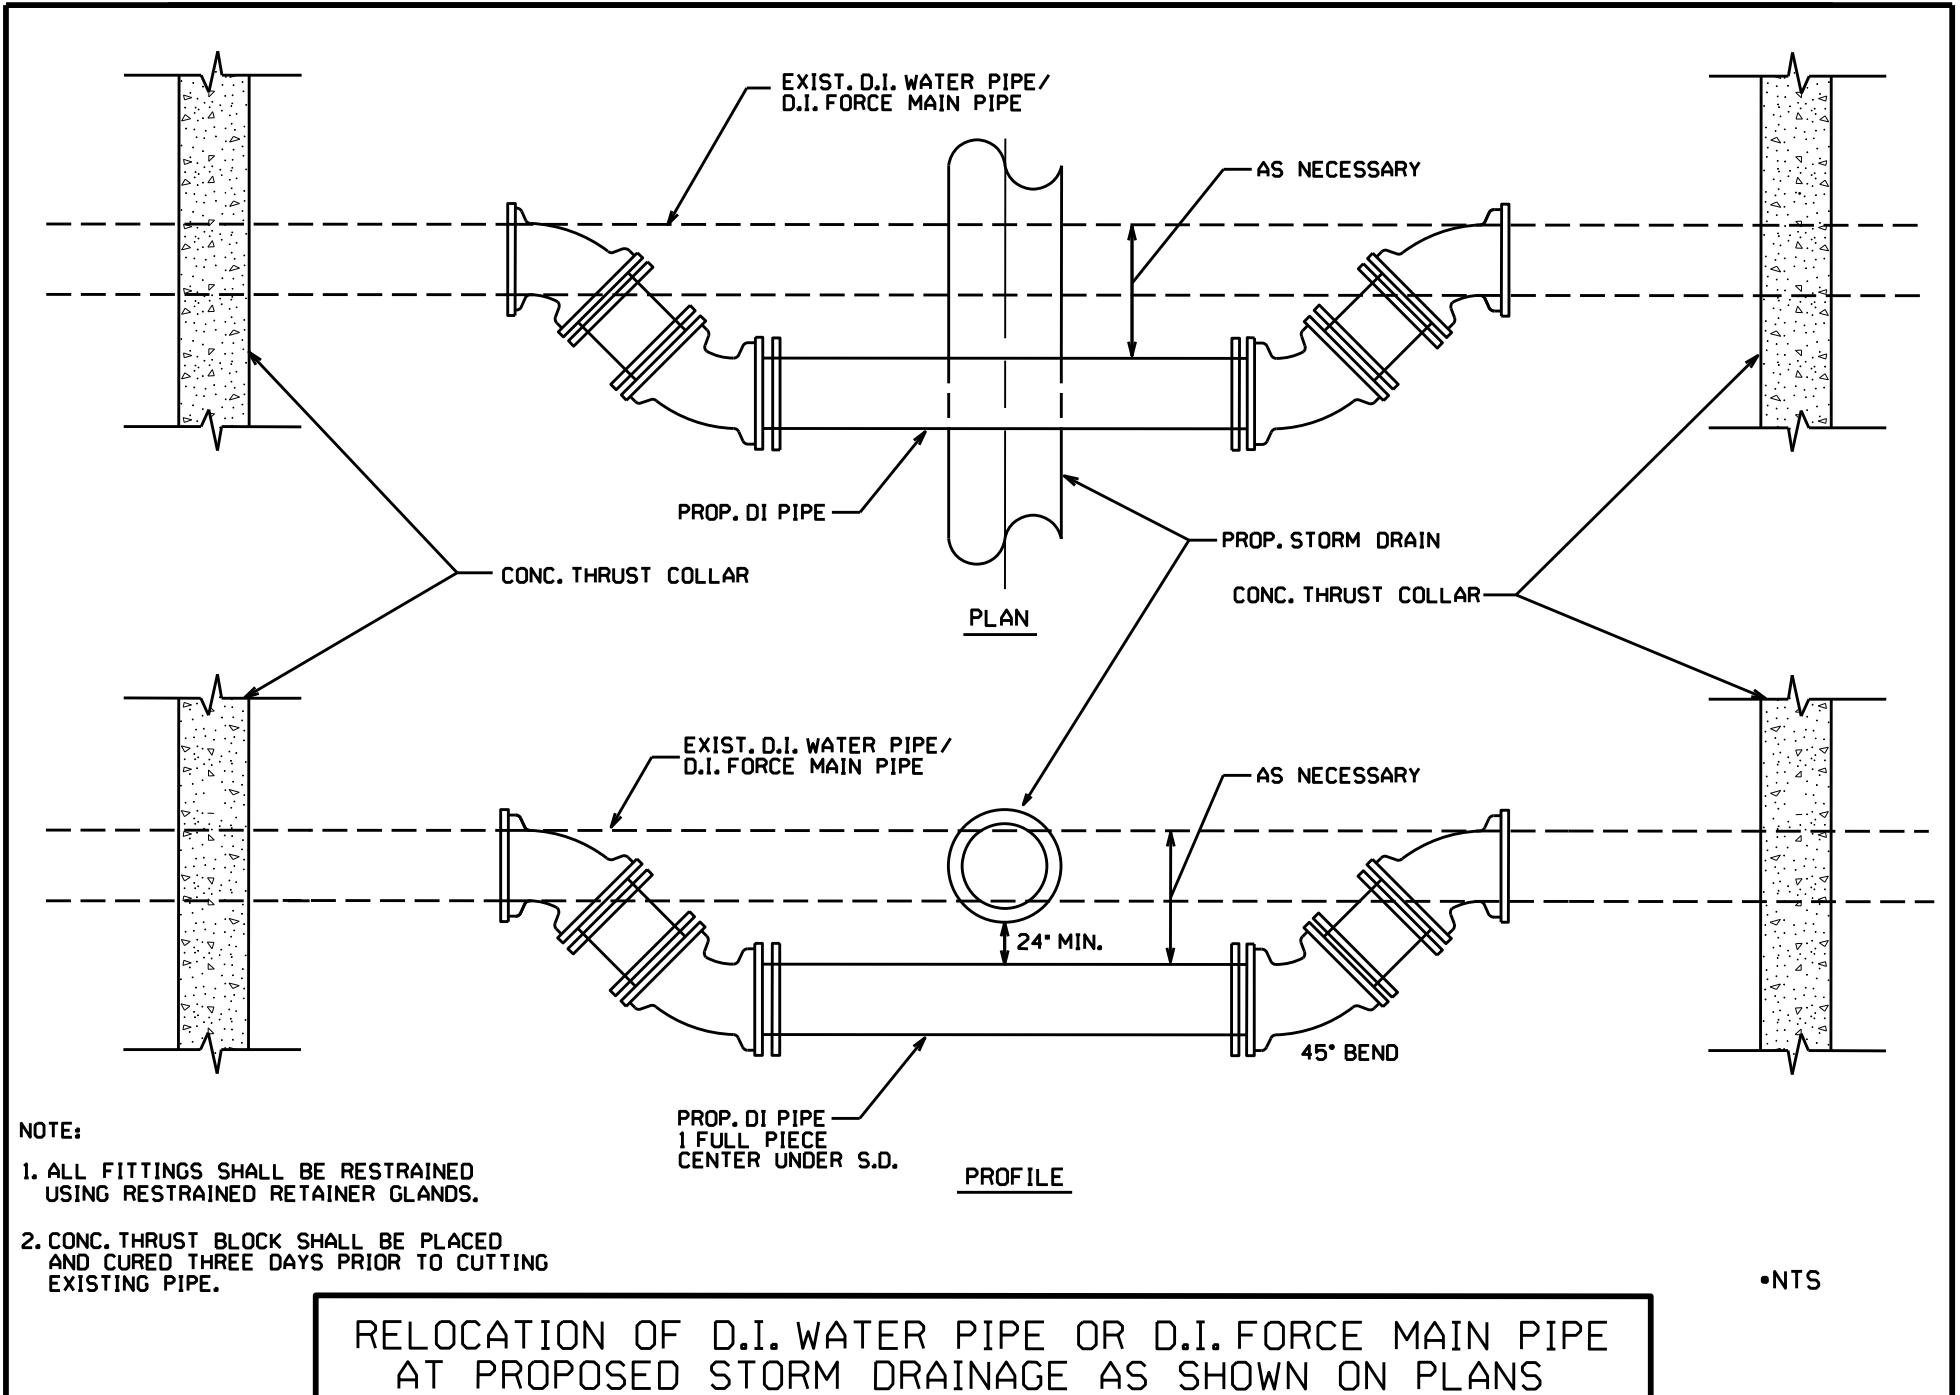 EXIST. D.I. WATER PIPE/
D.I. FORCE MAIN PIPE
AS NECESSARY
PROP. DI PIPE
PROP. STORM DRAIN
CONC. THRUST COLLAR
CONC. THRUST COLLAR
PLAN
EXIST. D.I. WATER PIPE/
D.I. FORCE MAIN PIPE
AS NECESSARY
24" MIN.
45° BEND
PROP. DI PIPE
1 FULL PIECE
CENTER UNDER S.D.
PROFILE
NOTE:
1. ALL FITTINGS SHALL BE RESTRAINED
USING RESTRAINED RETAINER GLANDS.
2. CONC. THRUST BLOCK SHALL BE PLACED
AND CURED THREE DAYS PRIOR TO CUTTING
EXISTING PIPE.
•NTS
RELOCATION OF D.I. WATER PIPE OR D.I. FORCE MAIN PIPE
AT PROPOSED STORM DRAINAGE AS SHOWN ON PLANS